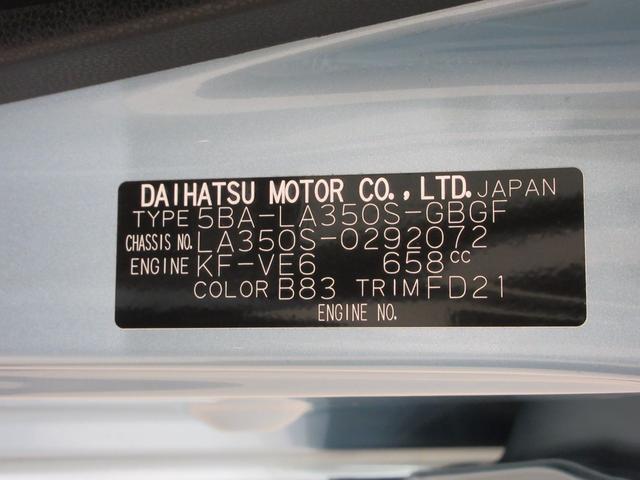 DAIHATSU MOTOR CO., LTD. JAPAN
TYPE 5BA-LA350S-GBGF
CHASSIS NO. LA350S-0292072
ENGINE KF-VE6 658cc
COLOR B83 TRIM FD21
ENGINE NO.